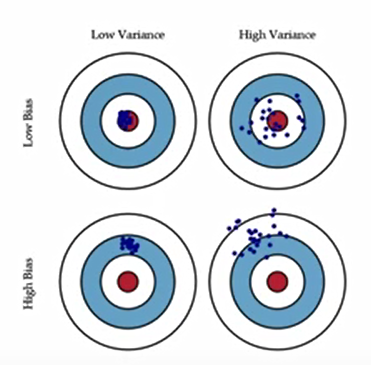 Low Variance
High Variance
Low Bias
High Bias